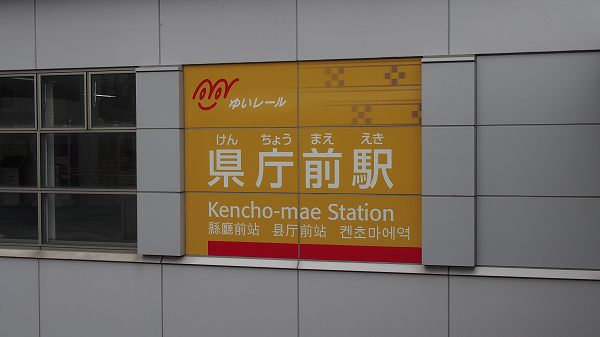 ゆいレール
けん ちょう まえ えき
県庁前駅
Kencho-mae Station
縣廳前站 县厅前站 켄초마에역